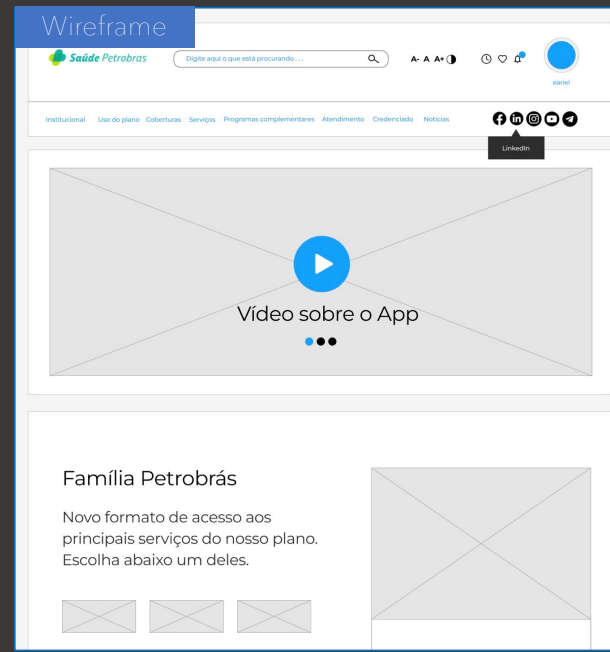 Wireframe
Saúde Petrobras
Digite aqui o que está procurando . . .
A- A A+
eariel
Institucional Uso do plano Coberturas Serviços Programas complementares Atendimento Credenciado Notícias
LinkedIn
Vídeo sobre o App
Família Petrobrás
Novo formato de acesso aos
principais serviços do nosso plano.
Escolha abaixo um deles.